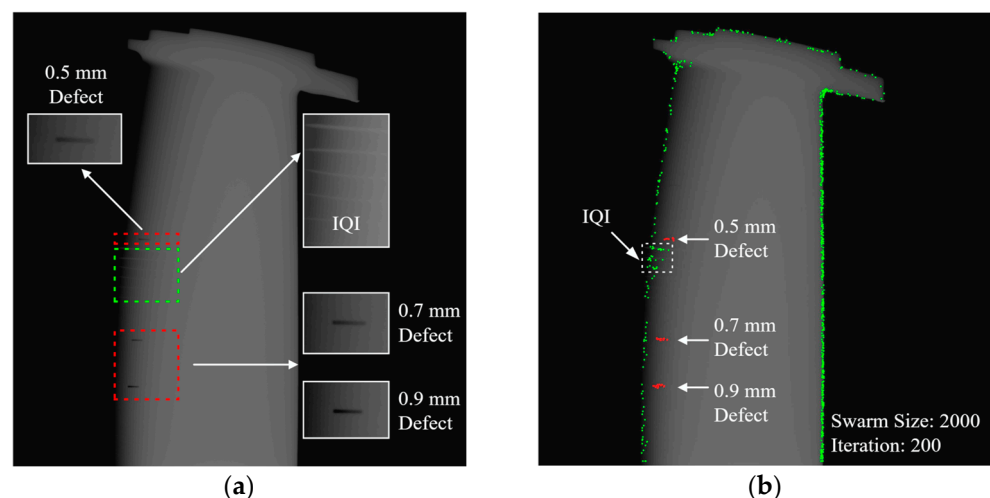 0.5 mm
Defect
IQI
0.7 mm
Defect
0.9 mm
Defect
(a)
IQI
0.5 mm
Defect
0.7 mm
Defect
0.9 mm
Defect
Swarm Size: 2000
Iteration: 200
(b)